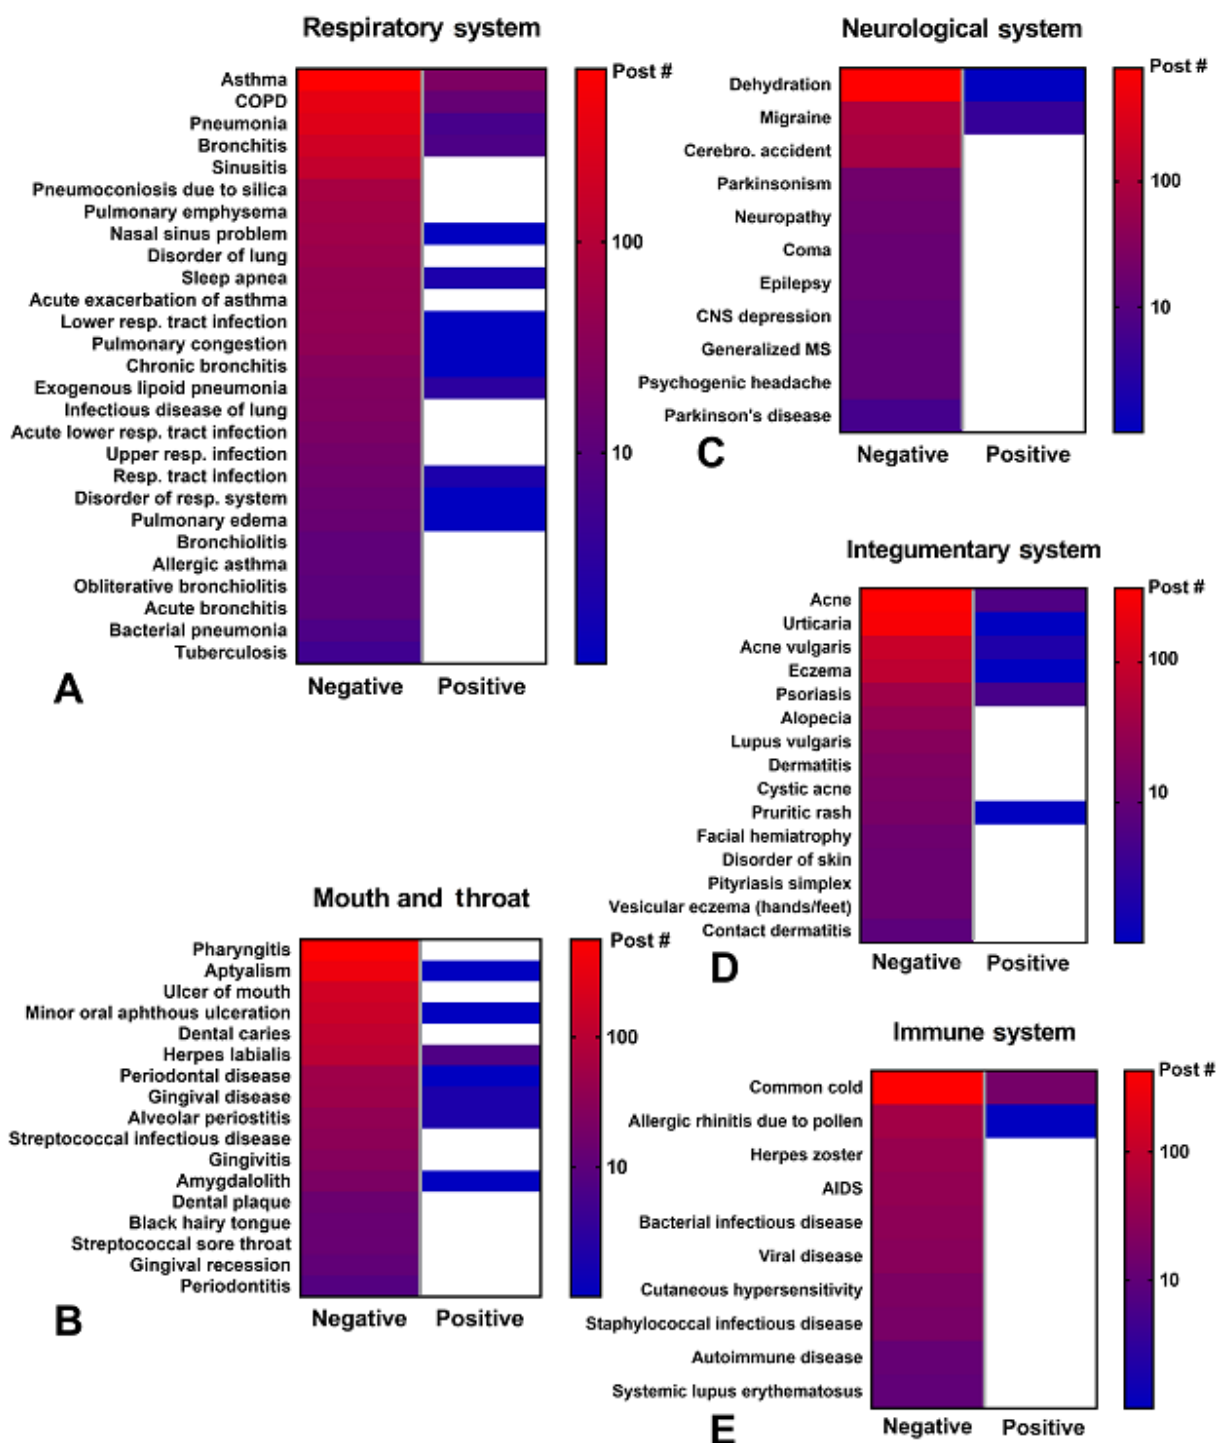 Respiratory system
Post #
Asthma
COPD
Pneumonia
Bronchitis
Sinusitis
Pneumoconiosis due to silica
Pulmonary emphysema
Nasal sinus problem
Disorder of lung
Sleep apnea
Acute exacerbation of asthma
Lower resp. tract infection
Pulmonary congestion
Chronic bronchitis
Exogenous lipoid pneumonia
Infectious disease of lung
Acute lower resp. tract infection
Upper resp. infection
Resp. tract infection
Disorder of resp. system
Pulmonary edema
Bronchiolitis
Allergic asthma
Obliterative bronchiolitis
Acute bronchitis
Bacterial pneumonia
Tuberculosis
100
10
Negative Positive
A
Mouth and throat
Post #
Pharyngitis
Aptyalism
Ulcer of mouth
Minor oral aphthous ulceration
Dental caries
Herpes labialis
Periodontal disease
Gingival disease
Alveolar periostitis
Streptococcal infectious disease
Gingivitis
Amygdalolith
Dental plaque
Black hairy tongue
Streptococcal sore throat
Gingival recession
Periodontitis
100
10
Negative Positive
B
Neurological system
Post #
Dehydration
Migraine
Cerebro. accident
Parkinsonism
Neuropathy
Coma
Epilepsy
CNS depression
Generalized MS
Psychogenic headache
Parkinson's disease
100
10
Negative Positive
C
Integumentary system
Post #
Acne
Urticaria
Acne vulgaris
Eczema
Psoriasis
Alopecia
Lupus vulgaris
Dermatitis
Cystic acne
Pruritic rash
Facial hemiatrophy
Disorder of skin
Pityriasis simplex
Vesicular eczema (hands/feet)
Contact dermatitis
100
10
Negative Positive
D
Immune system
Post #
Common cold
Allergic rhinitis due to pollen
Herpes zoster
AIDS
Bacterial infectious disease
Viral disease
Cutaneous hypersensitivity
Staphylococcal infectious disease
Autoimmune disease
Systemic lupus erythematosus
100
10
Negative Positive
E